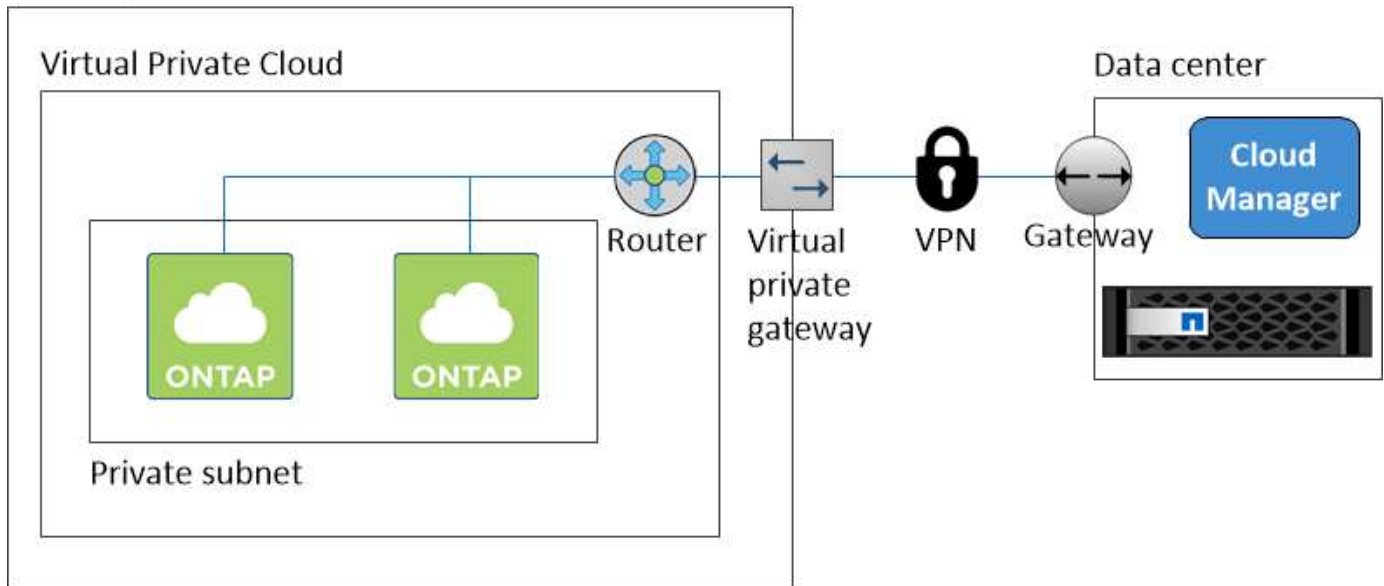 Virtual Private Cloud
Data center
Cloud
Manager
Router
Virtual
private
gateway
VPN
Gateway
ONTAP
ONTAP
Private subnet